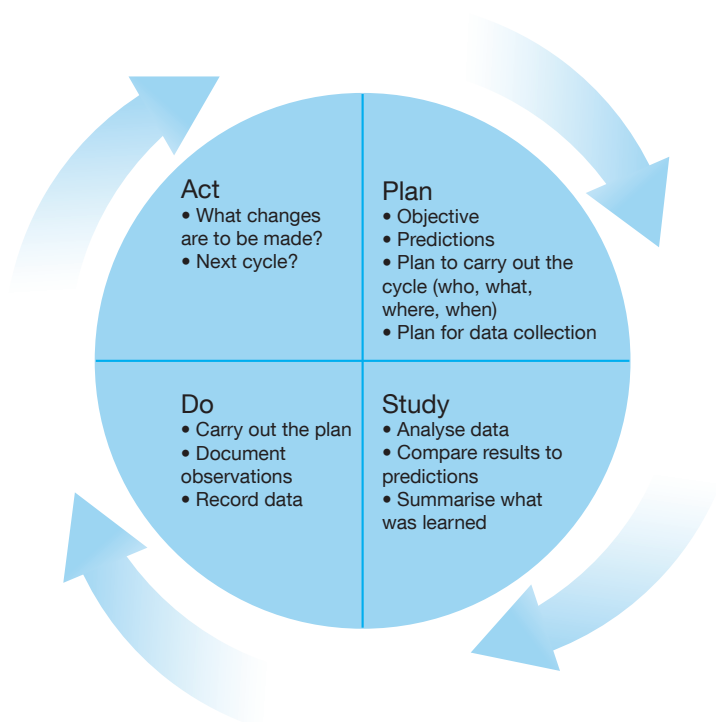 Act
• What changes
are to be made?
• Next cycle?
Plan
• Objective
• Predictions
• Plan to carry out the
cycle (who, what,
where, when)
• Plan for data collection
Do
• Carry out the plan
• Document
observations
• Record data
Study
• Analyse data
• Compare results to
predictions
• Summarise what
was learned